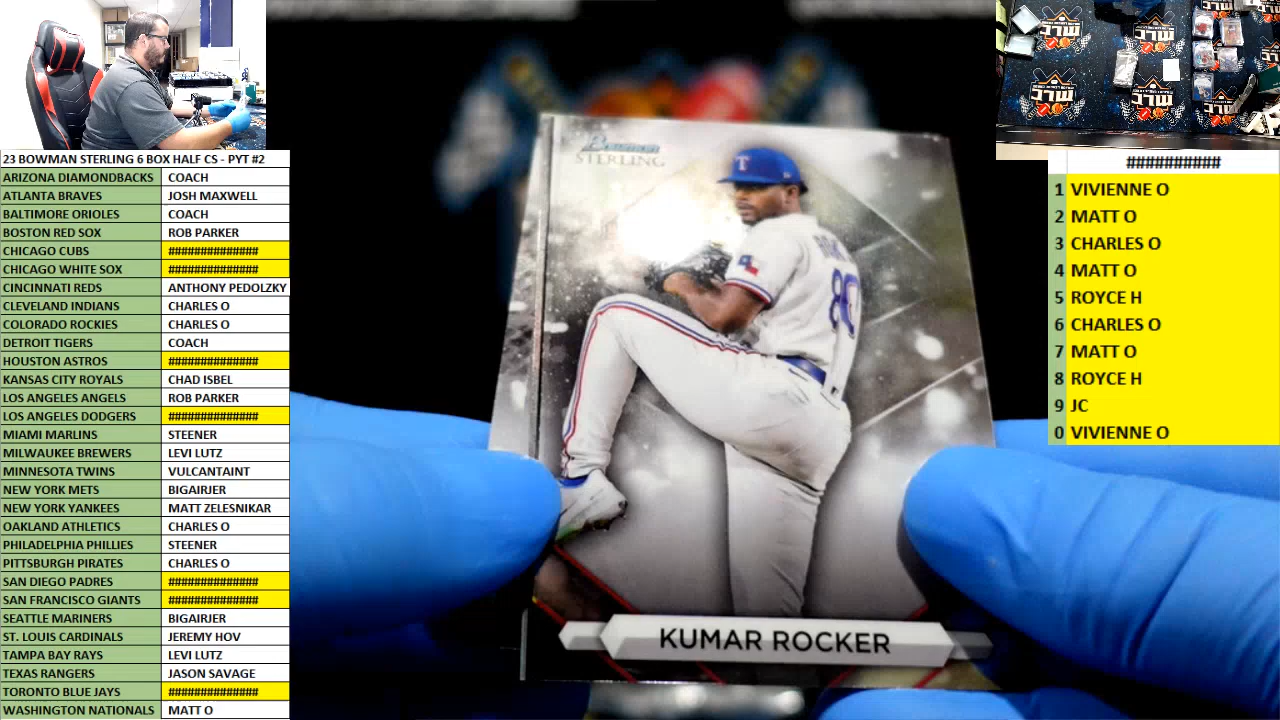 23 BOWMAN STERLING 6 BOX HALF CS - PYT #2
ARIZONA DIAMONDBACKS COACH
ATLANTA BRAVES JOSH MAXWELL
BALTIMORE ORIOLES COACH
BOSTON RED SOX ROB PARKER
CHICAGO CUBS ##############
CHICAGO WHITE SOX ##############
CINCINNATI REDS ANTHONY PEDOLZKY
CLEVELAND INDIANS CHARLES O
COLORADO ROCKIES CHARLES O
DETROIT TIGERS COACH
HOUSTON ASTROS ##############
KANSAS CITY ROYALS CHAD ISBEL
LOS ANGELES ANGELS ROB PARKER
LOS ANGELES DODGERS ##############
MIAMI MARLINS STEENER
MILWAUKEE BREWERS LEVI LUTZ
MINNESOTA TWINS VULCANTAINT
NEW YORK METS BIGAIRJER
NEW YORK YANKEES MATT ZELESNIKAR
OAKLAND ATHLETICS CHARLES O
PHILADELPHIA PHILLIES STEENER
PITTSBURGH PIRATES CHARLES O
SAN DIEGO PADRES ##############
SAN FRANCISCO GIANTS ##############
SEATTLE MARINERS BIGAIRJER
ST. LOUIS CARDINALS JEREMY HOV
TAMPA BAY RAYS LEVI LUTZ
TEXAS RANGERS JASON SAVAGE
TORONTO BLUE JAYS ##############
WASHINGTON NATIONALS MATT O
Bowman
STERLING
T
80
KUMAR ROCKER
##########
1 VIVIENNE O
2 MATT O
3 CHARLES O
4 MATT O
5 ROYCE H
6 CHARLES O
7 MATT O
8 ROYCE H
9 JC
0 VIVIENNE O